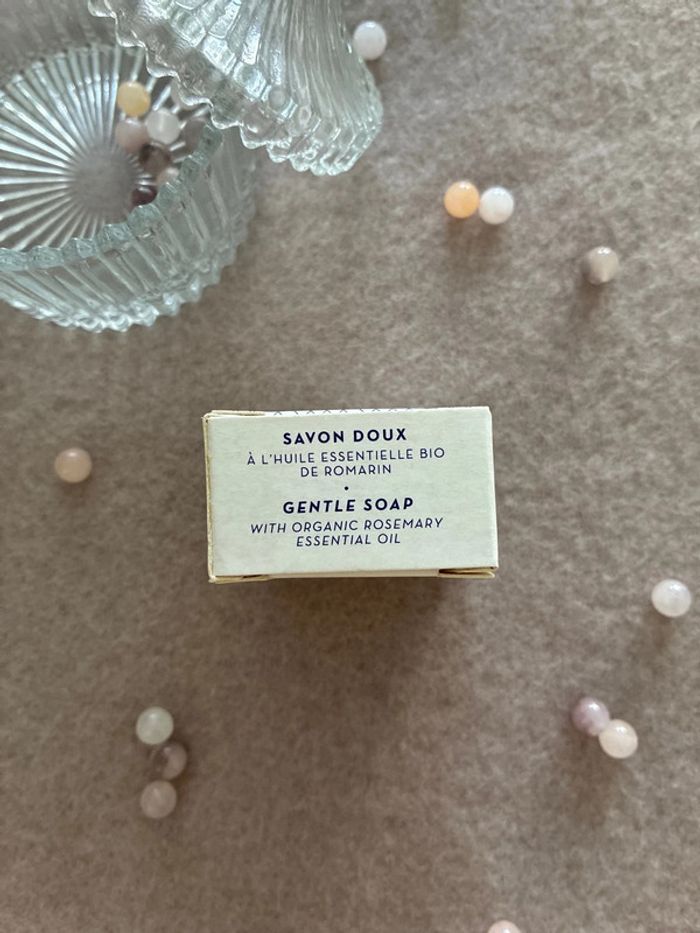 SAVON DOUX
À L'HUILE ESSENTIELLE BIO
DE ROMARIN
•
GENTLE SOAP
WITH ORGANIC ROSEMARY
ESSENTIAL OIL